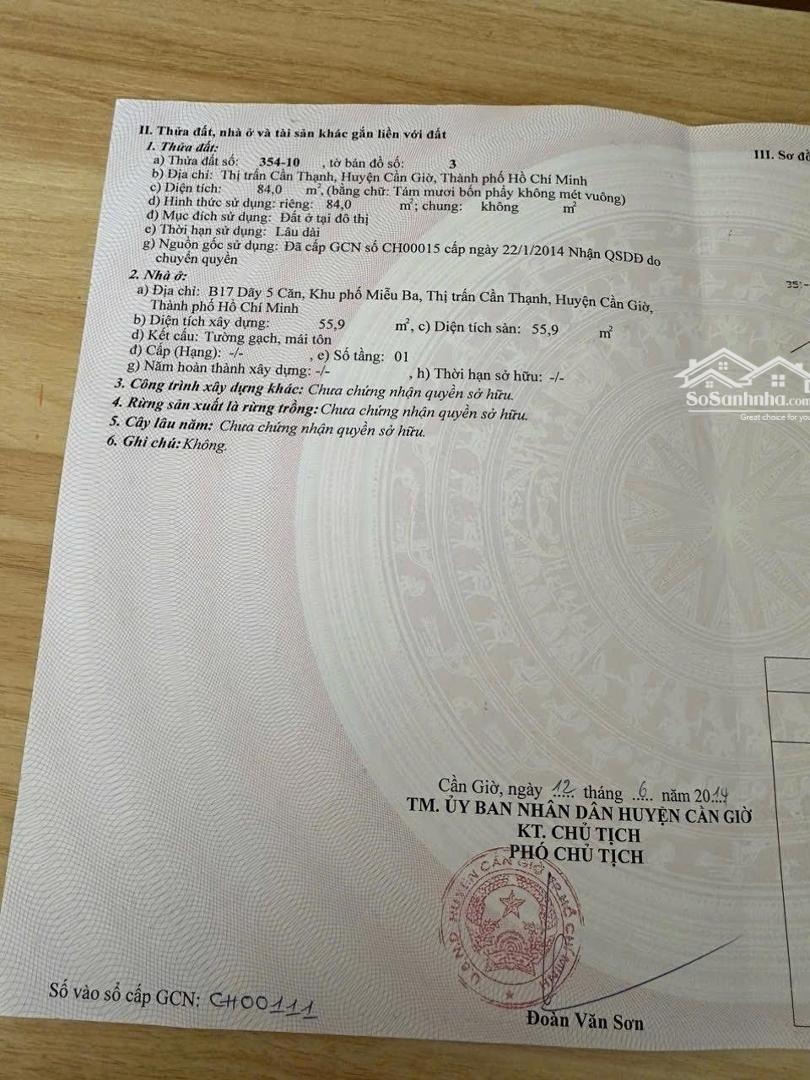 II. Thửa đất, nhà ở và tài sản khác gắn liền với đất
1. Thửa đất:
a) Thửa đất số: 354-10 , tờ bản đồ số: 3
b) Địa chỉ: Thị trấn Cần Thạnh, Huyện Cần Giờ, Thành phố Hồ Chí Minh
c) Diện tích: 84,0 m², (bằng chữ: Tám mươi bốn phẩy không mét vuông)
d) Hình thức sử dụng: riêng: 84,0 m²; chung: không m²
đ) Mục đích sử dụng: Đất ở tại đô thị
e) Thời hạn sử dụng: Lâu dài
g) Nguồn gốc sử dụng: Đã cấp GCN số CH00015 cấp ngày 22/1/2014 Nhận QSDĐ do
chuyển quyền
2. Nhà ở:
a) Địa chỉ: B17 Dãy 5 Căn, Khu phố Miễu Ba, Thị trấn Cần Thạnh, Huyện Cần Giờ,
Thành phố Hồ Chí Minh
b) Diện tích xây dựng: 55,9 m², c) Diện tích sàn: 55,9 m²
d) Kết cấu: Tường gạch, mái tôn
đ) Cấp (Hạng): -/- , e) Số tầng: 01
g) Năm hoàn thành xây dựng: -/- , h) Thời hạn sở hữu: -/-
3. Công trình xây dựng khác: Chưa chứng nhận quyền sở hữu.
4. Rừng sản xuất là rừng trồng: Chưa chứng nhận quyền sở hữu.
5. Cây lâu năm: Chưa chứng nhận quyền sở hữu.
6. Ghi chú: Không.
III. Sơ đồ
351-
SoSanhnha.com
Great choice for you
Cần Giờ, ngày 12 tháng 6 năm 2014
TM. ỦY BAN NHÂN DÂN HUYỆN CẦN GIỜ
KT. CHỦ TỊCH
PHÓ CHỦ TỊCH
U.B.N.D HUYỆN CẦN GIỜ TP.HỒ CHÍ MINH
Đoàn Văn Sơn
Số vào sổ cấp GCN: CH00111